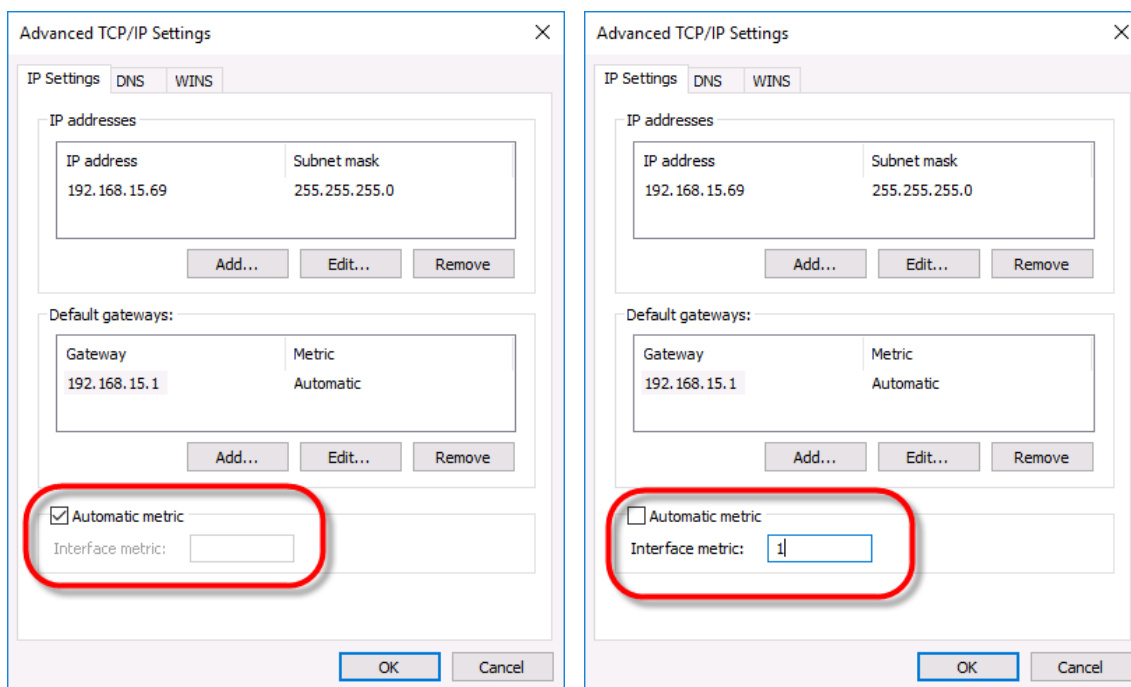 Advanced TCP/IP Settings
IP Settings DNS WINS
IP addresses
IP address Subnet mask
192.168.15.69 255.255.255.0
Add... Edit... Remove
Default gateways:
Gateway Metric
192.168.15.1 Automatic
Add... Edit... Remove
Automatic metric
Interface metric:
OK Cancel
Advanced TCP/IP Settings
IP Settings DNS WINS
IP addresses
IP address Subnet mask
192.168.15.69 255.255.255.0
Add... Edit... Remove
Default gateways:
Gateway Metric
192.168.15.1 Automatic
Add... Edit... Remove
Automatic metric
Interface metric: 1
OK Cancel